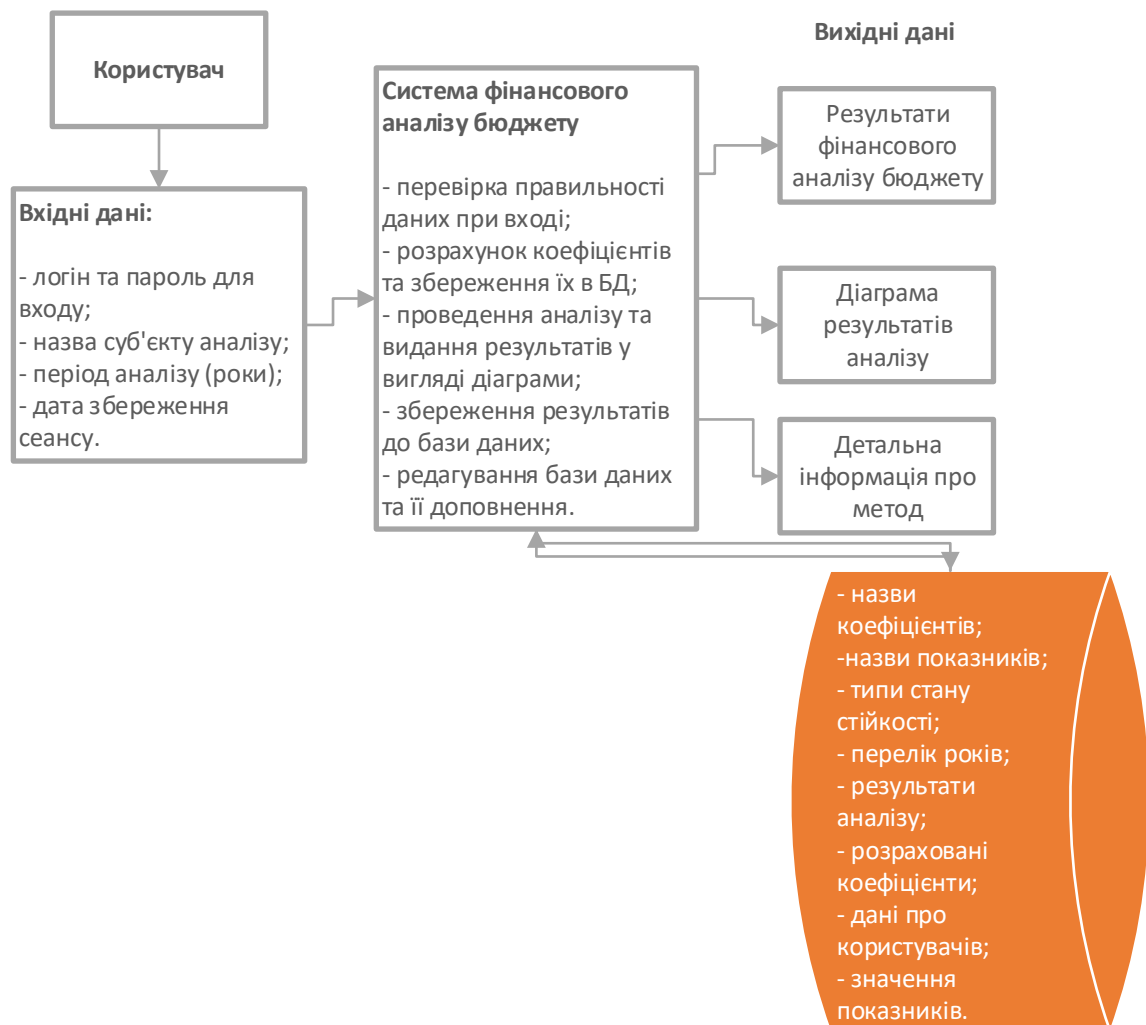 Користувач
Вхідні дані:
- логін та пароль для
входу;
- назва суб'єкту аналізу;
- період аналізу (роки);
- дата збереження
сеансу.
Система фінансового
аналізу бюджету
- перевірка правильності
даних при вході;
- розрахунок коефіцієнтів
та збереження їх в БД;
- проведення аналізу та
видання результатів у
вигляді діаграми;
- збереження результатів
до бази даних;
- редагування бази даних
та її доповнення.
Вихідні дані
Результати
фінансового
аналізу бюджету
Діаграма
результатів
аналізу
Детальна
інформація про
метод
- назви
коефіцієнтів;
-назви показників;
- типи стану
стійкості;
- перелік років;
- результати
аналізу;
- розраховані
коефіцієнти;
- дані про
користувачів;
- значення
показників.